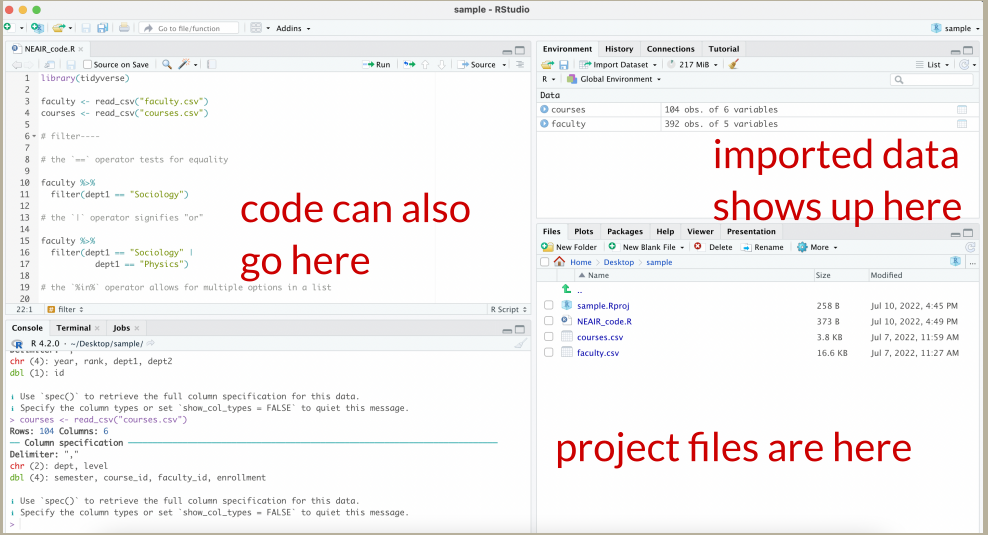 sample - RStudio
Go to file/function Addins sample
NEAIR_code.R
Source on Save Run Source
1 library(tidyverse)
2
3 faculty <- read_csv("faculty.csv")
4 courses <- read_csv("courses.csv")
5
6 # filter----
7
8 # the `==` operator tests for equality
9
10 faculty %>%
11 filter(dept1 == "Sociology")
12
13 # the `|` operator signifies "or"
14
15 faculty %>%
16 filter(dept1 == "Sociology" |
17 dept1 == "Physics")
18
19 # the `%in%` operator allows for multiple options in a list
20
code can also
go here
22:1 # filter R Script
Console Terminal Jobs
R 4.2.0 · ~/Desktop/sample/
Delimiter: ","
chr (4): year, rank, dept1, dept2
dbl (1): id
i Use `spec()` to retrieve the full column specification for this data.
i Specify the column types or set `show_col_types = FALSE` to quiet this message.
> courses <- read_csv("courses.csv")
Rows: 104 Columns: 6
── Column specification ──
Delimiter: ","
chr (2): dept, level
dbl (4): semester, course_id, faculty_id, enrollment
i Use `spec()` to retrieve the full column specification for this data.
i Specify the column types or set `show_col_types = FALSE` to quiet this message.
>
Environment History Connections Tutorial
Import Dataset 217 MiB List
R Global Environment
Data
courses 104 obs. of 6 variables
faculty 392 obs. of 5 variables
imported data
shows up here
Files Plots Packages Help Viewer Presentation
New Folder New Blank File Delete Rename More
Home Desktop sample ...
Name Size Modified
..
sample.Rproj 258 B Jul 10, 2022, 4:45 PM
NEAIR_code.R 373 B Jul 10, 2022, 4:49 PM
courses.csv 3.8 KB Jul 7, 2022, 11:59 AM
faculty.csv 16.6 KB Jul 7, 2022, 11:27 AM
project files are here